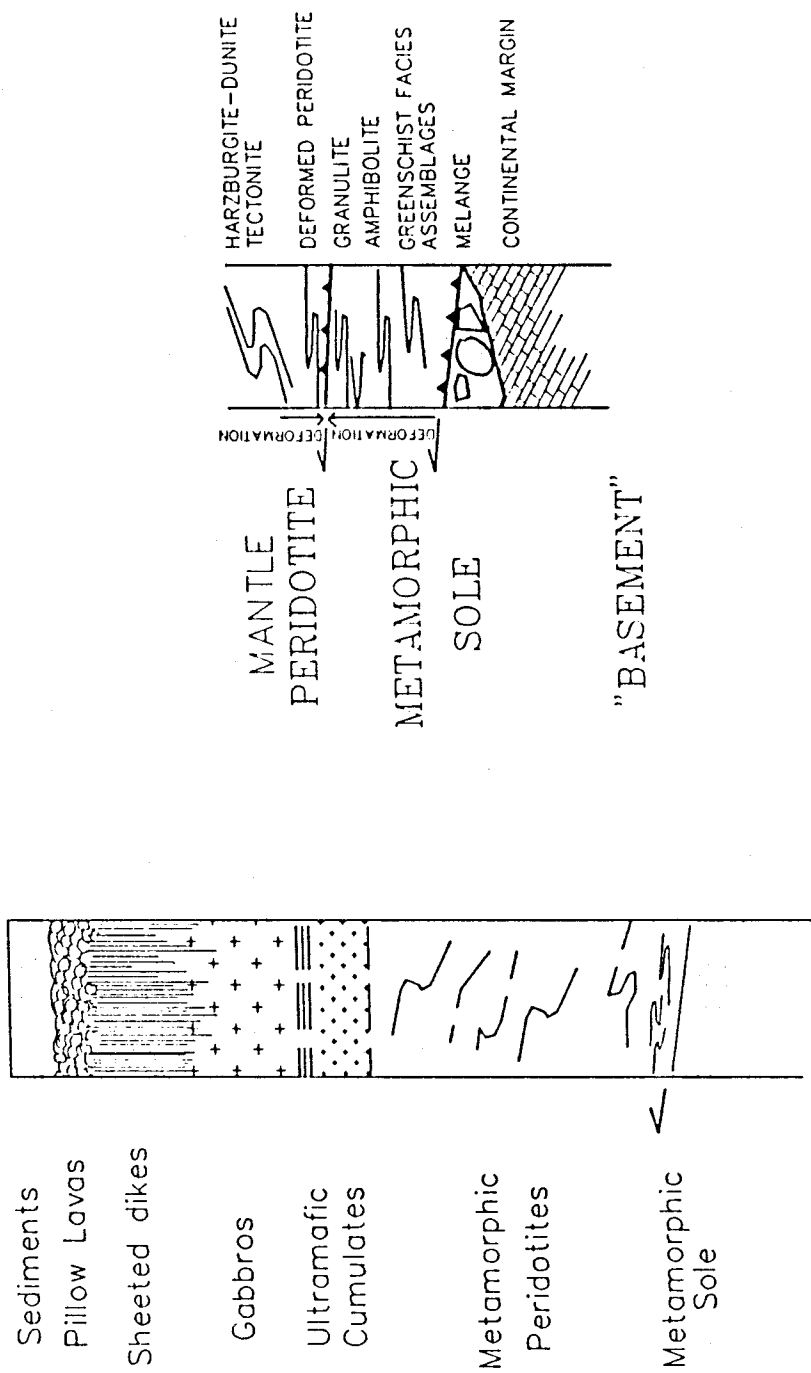 Sediments
Pillow Lavas
Sheeted dikes
Gabbros
Ultramafic
Cumulates
Metamorphic
Peridotites
Metamorphic
Sole
MANTLE
PERIDOTITE
METAMORPHIC
SOLE
"BASEMENT"
DEFORMATION
DEFORMATION
HARZBURGITE-DUNITE
TECTONITE
DEFORMED PERIDOTITE
GRANULITE
AMPHIBOLITE
GREENSCHIST FACIES
ASSEMBLAGES
MELANGE
CONTINENTAL MARGIN